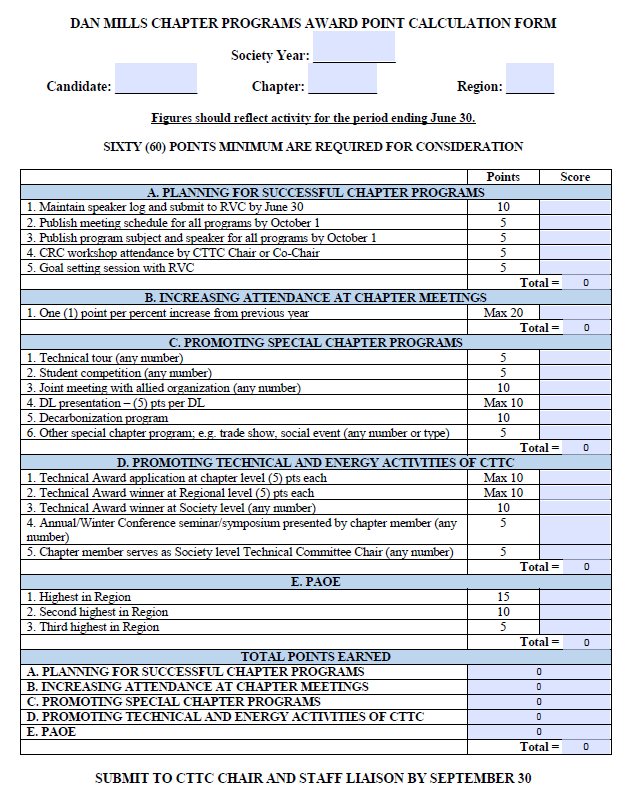 DAN MILLS CHAPTER PROGRAMS AWARD POINT CALCULATION FORM
Society Year:
Candidate: Chapter: Region:
Figures should reflect activity for the period ending June 30.
SIXTY (60) POINTS MINIMUM ARE REQUIRED FOR CONSIDERATION
Points Score
A. PLANNING FOR SUCCESSFUL CHAPTER PROGRAMS
1. Maintain speaker log and submit to RVC by June 30 10
2. Publish meeting schedule for all programs by October 1 5
3. Publish program subject and speaker for all programs by October 1 5
4. CRC workshop attendance by CTTC Chair or Co-Chair 5
5. Goal setting session with RVC 5
Total = 0
B. INCREASING ATTENDANCE AT CHAPTER MEETINGS
1. One (1) point per percent increase from previous year Max 20
Total = 0
C. PROMOTING SPECIAL CHAPTER PROGRAMS
1. Technical tour (any number) 5
2. Student competition (any number) 5
3. Joint meeting with allied organization (any number) 10
4. DL presentation – (5) pts per DL Max 10
5. Decarbonization program 10
6. Other special chapter program; e.g. trade show, social event (any number or type) 5
Total = 0
D. PROMOTING TECHNICAL AND ENERGY ACTIVITIES OF CTTC
1. Technical Award application at chapter level (5) pts each Max 10
2. Technical Award winner at Regional level (5) pts each Max 10
3. Technical Award winner at Society level (any number) 10
4. Annual/Winter Conference seminar/symposium presented by chapter member (any 5
number)
5. Chapter member serves as Society level Technical Committee Chair (any number) 5
Total = 0
E. PAOE
1. Highest in Region 15
2. Second highest in Region 10
3. Third highest in Region 5
Total = 0
TOTAL POINTS EARNED
A. PLANNING FOR SUCCESSFUL CHAPTER PROGRAMS 0
B. INCREASING ATTENDANCE AT CHAPTER MEETINGS 0
C. PROMOTING SPECIAL CHAPTER PROGRAMS 0
D. PROMOTING TECHNICAL AND ENERGY ACTIVITIES OF CTTC 0
E. PAOE 0
Total = 0
SUBMIT TO CTTC CHAIR AND STAFF LIAISON BY SEPTEMBER 30